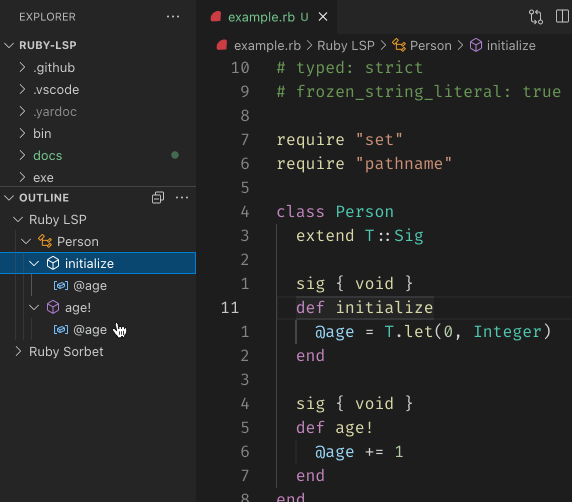 EXPLORER
RUBY-LSP
.github
.vscode
.yardoc
bin
docs
exe
OUTLINE
Ruby LSP
Person
initialize
@age
age!
@age
Ruby Sorbet
example.rb U
example.rb > Ruby LSP > Person > initialize
10 # typed: strict
9 # frozen_string_literal: true
8
7 require "set"
6 require "pathname"
5
4 class Person
3 extend T::Sig
2
1 sig { void }
11 def initialize
1 @age = T.let(0, Integer)
2 end
3
4 sig { void }
5 def age!
6 @age += 1
7 end
8 end